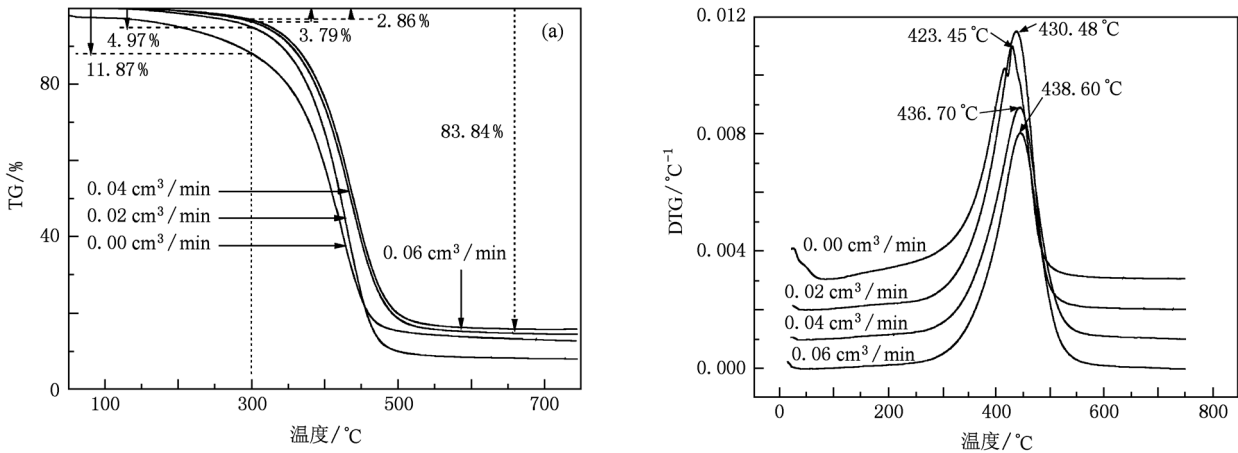 (a)
2.86%
3.79%
4.97%
11.87%
83.84%
80
40
0
TG/%
0.04 cm³/min
0.02 cm³/min
0.00 cm³/min
0.06 cm³/min
100 300 500 700
温度/℃
0.012
0.008
0.004
0.000
DTG/℃⁻¹
423.45℃
430.48℃
436.70℃
438.60℃
0.00 cm³/min
0.02 cm³/min
0.04 cm³/min
0.06 cm³/min
0 200 400 600 800
温度/℃